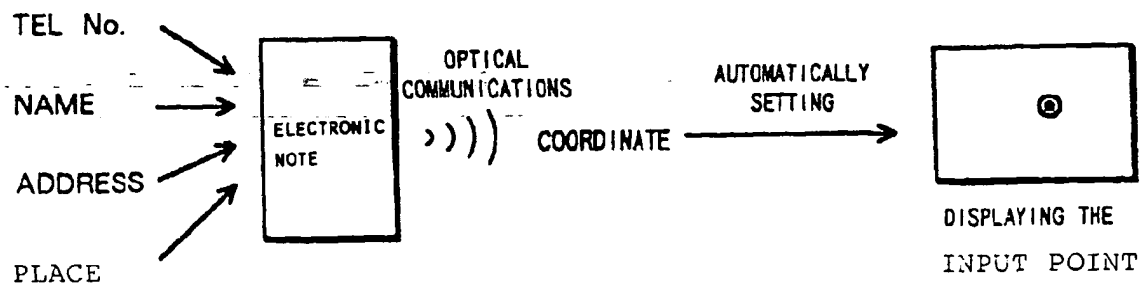 TEL No.
NAME
ADDRESS
PLACE
ELECTRONIC
NOTE
OPTICAL
COMMUNICATIONS
COORDINATE
AUTOMATICALLY
SETTING
DISPLAYING THE
INPUT POINT